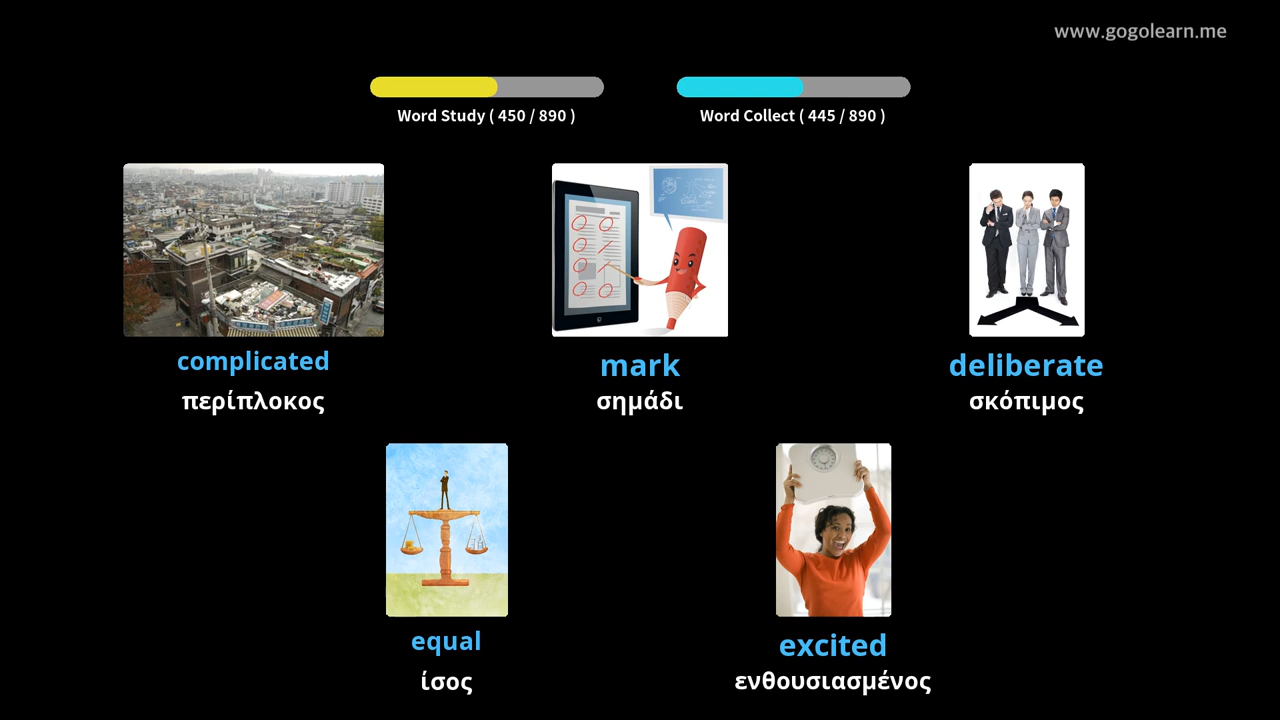 www.gogolearn.me
Word Study ( 450 / 890 )
Word Collect ( 445 / 890 )
complicated
περίπλοκος
mark
σημάδι
deliberate
σκόπιμος
equal
ίσος
excited
ενθουσιασμένος